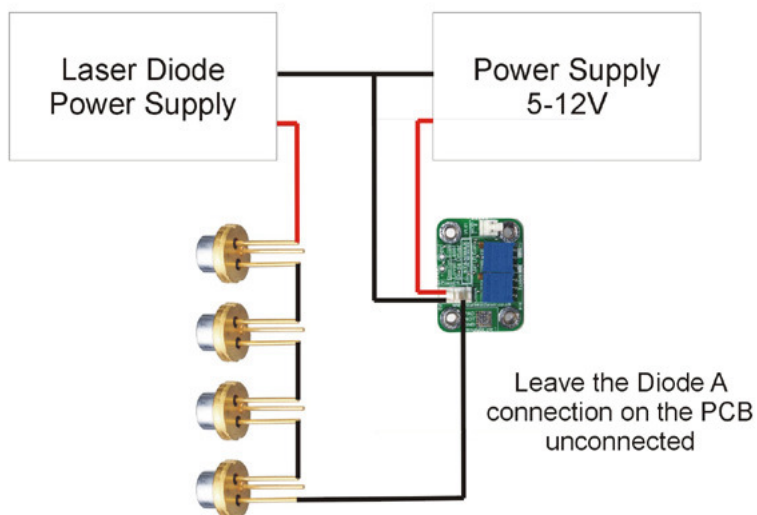 Laser Diode
Power Supply
Power Supply
5-12V
Leave the Diode A
connection on the PCB
unconnected